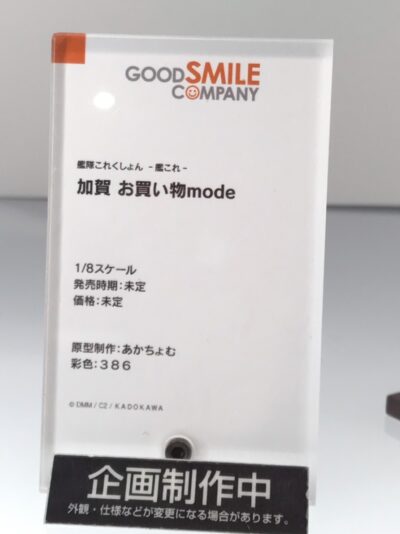 GOODSMILE
COMPANY
艦隊これくしょん -艦これ-
加賀 お買い物mode
1/8スケール
発売時期:未定
価格:未定
原型制作:あかちょむ
彩色:３８６
© DMM / C2 / KADOKAWA
企画制作中
外観・仕様などが変更になる場合があります。